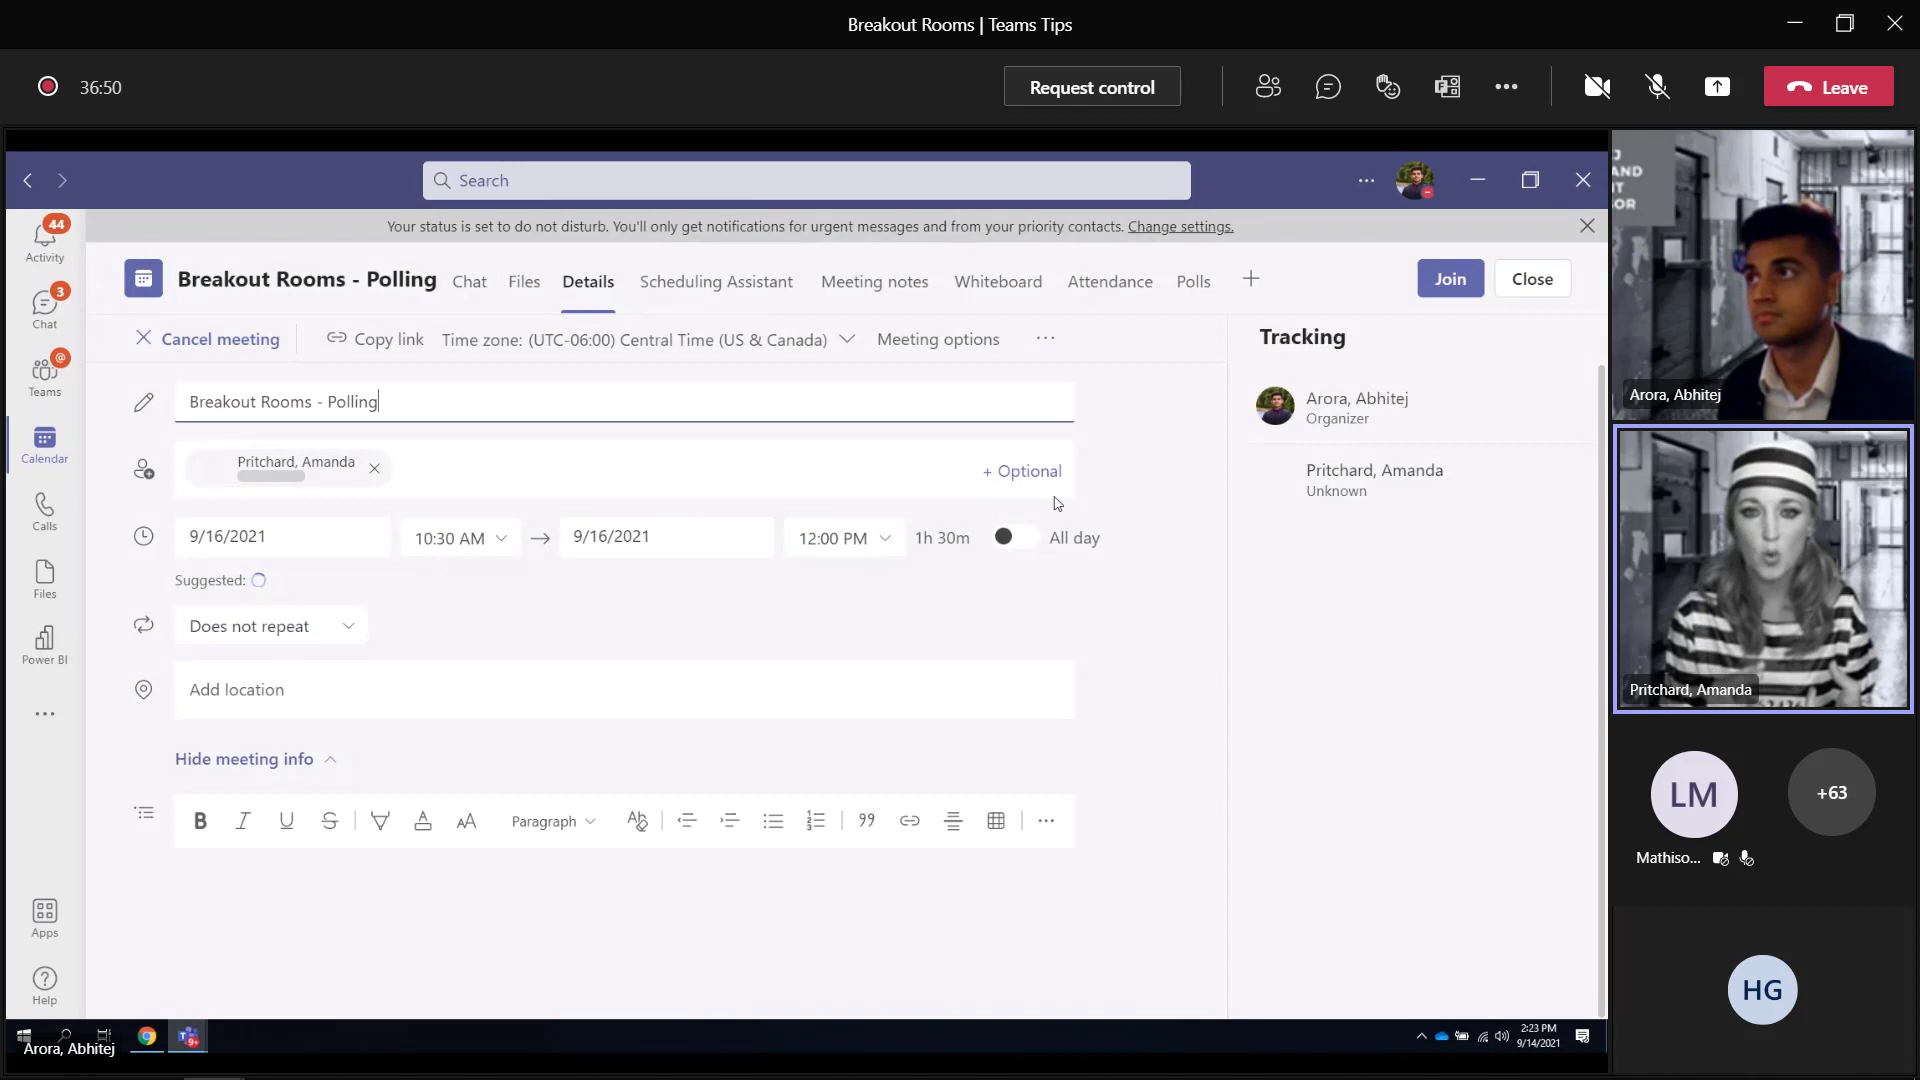 Breakout Rooms | Teams Tips
36:50
Request control
Leave
Search
Your status is set to do not disturb. You'll only get notifications for urgent messages and from your priority contacts. Change settings.
44
Activity
3
Chat
@
Teams
Calendar
Calls
Files
Power BI
Apps
Help
Breakout Rooms - Polling
Chat
Files
Details
Scheduling Assistant
Meeting notes
Whiteboard
Attendance
Polls
Join
Close
Cancel meeting
Copy link
Time zone: (UTC-06:00) Central Time (US & Canada)
Meeting options
Breakout Rooms - Polling
Pritchard, Amanda
+ Optional
9/16/2021
10:30 AM
9/16/2021
12:00 PM
1h 30m
All day
Suggested:
Does not repeat
Add location
Hide meeting info
Paragraph
Tracking
Arora, Abhitej
Organizer
Pritchard, Amanda
Unknown
J
AND
IT
SOR
Arora, Abhitej
Pritchard, Amanda
LM
Mathiso...
+63
HG
Arora, Abhitej
9+
2:23 PM
9/14/2021